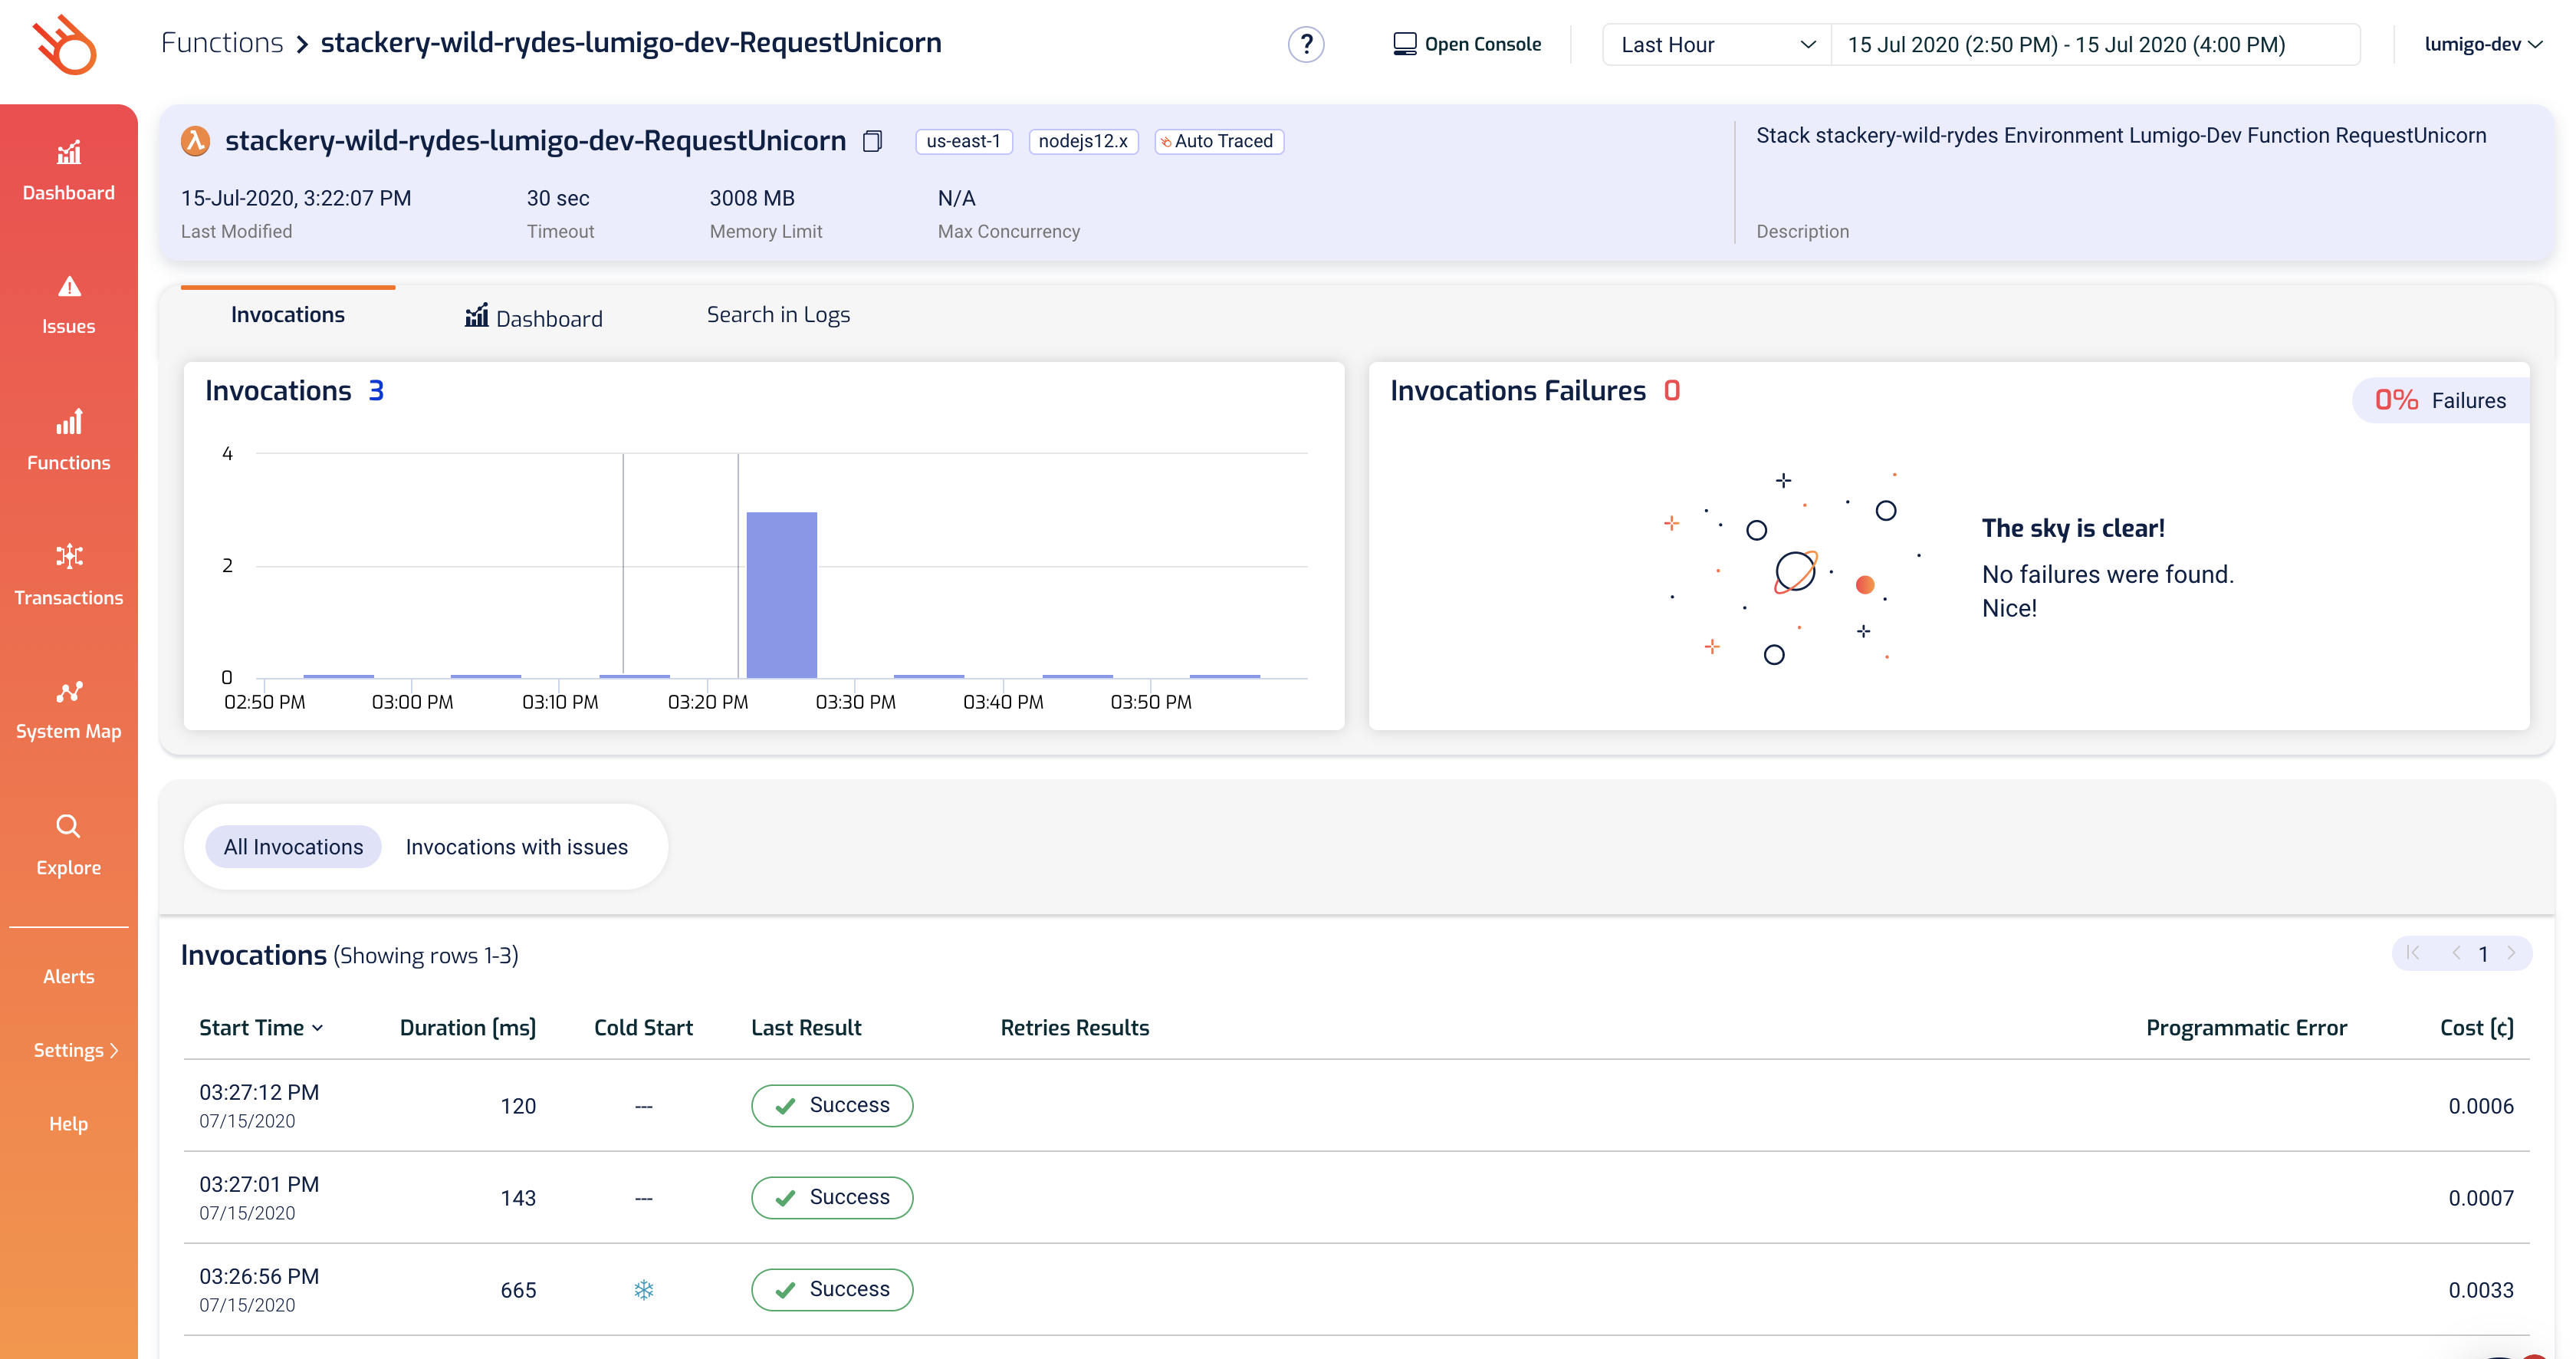 Functions > stackery-wild-rydes-lumigo-dev-RequestUnicorn
?
Open Console
Last Hour
15 Jul 2020 (2:50 PM) - 15 Jul 2020 (4:00 PM)
lumigo-dev
Dashboard
Issues
Functions
Transactions
System Map
Explore
Alerts
Settings >
Help
stackery-wild-rydes-lumigo-dev-RequestUnicorn
us-east-1
nodejs12.x
Auto Traced
15-Jul-2020, 3:22:07 PM
Last Modified
30 sec
Timeout
3008 MB
Memory Limit
N/A
Max Concurrency
Stack stackery-wild-rydes Environment Lumigo-Dev Function RequestUnicorn
Description
Invocations
Dashboard
Search in Logs
Invocations 3
4
2
0
02:50 PM
03:00 PM
03:10 PM
03:20 PM
03:30 PM
03:40 PM
03:50 PM
Invocations Failures 0
0% Failures
The sky is clear!
No failures were found.
Nice!
All Invocations
Invocations with issues
Invocations (Showing rows 1-3)
1
Start Time Duration [ms] Cold Start Last Result Retries Results Programmatic Error Cost [¢]
03:27:12 PM
07/15/2020
120 --- Success 0.0006
03:27:01 PM
07/15/2020
143 --- Success 0.0007
03:26:56 PM
07/15/2020
665 Success 0.0033